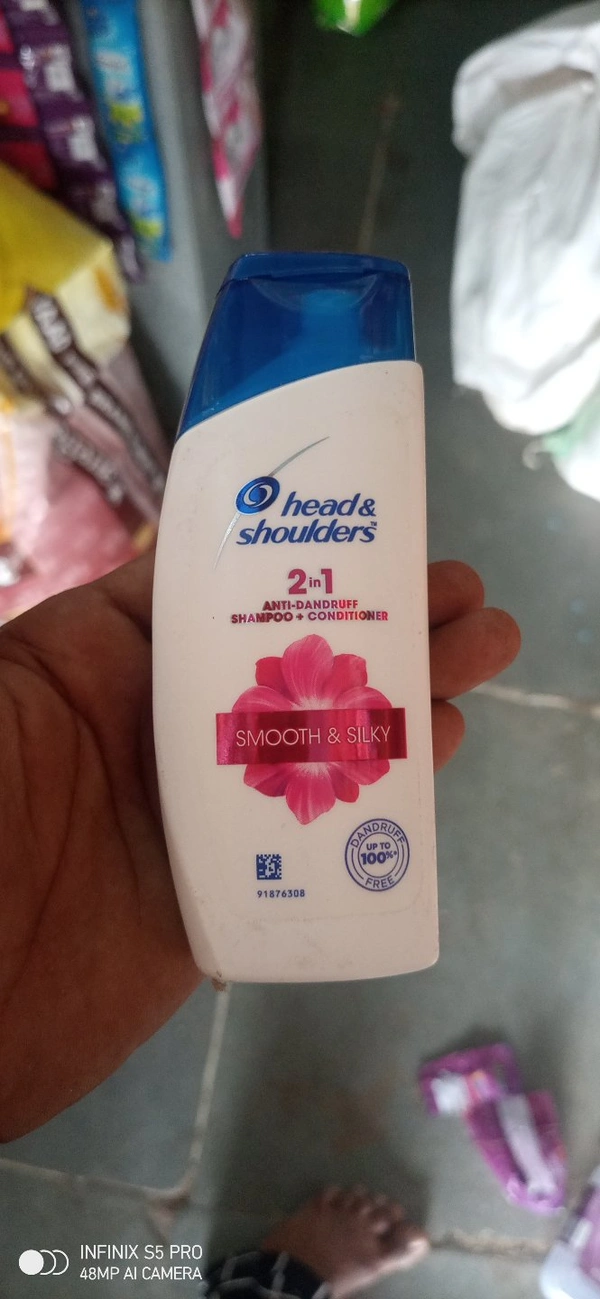 head&
shoulders™
2in1
ANTI-DANDRUFF
SHAMPOO + CONDITIONER
SMOOTH & SILKY
DANDRUFF
UP TO
100%*
FREE
91876308
INFINIX S5 PRO
48MP AI CAMERA